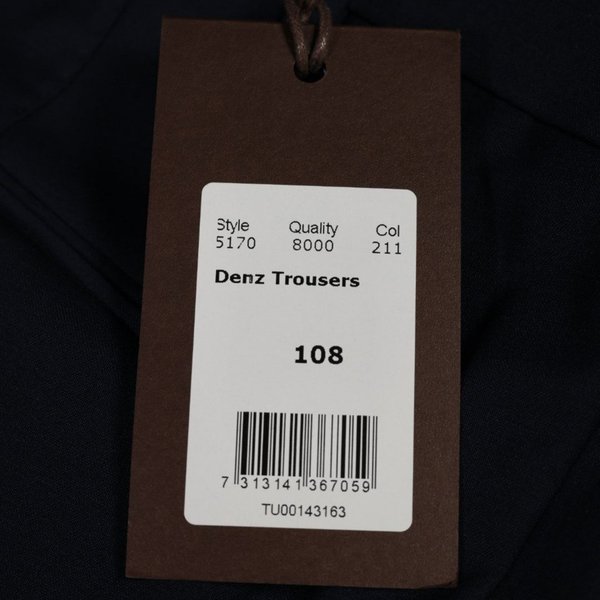 Style Quality Col
5170 8000 211
Denz Trousers
108
7 313141 367059
TU00143163